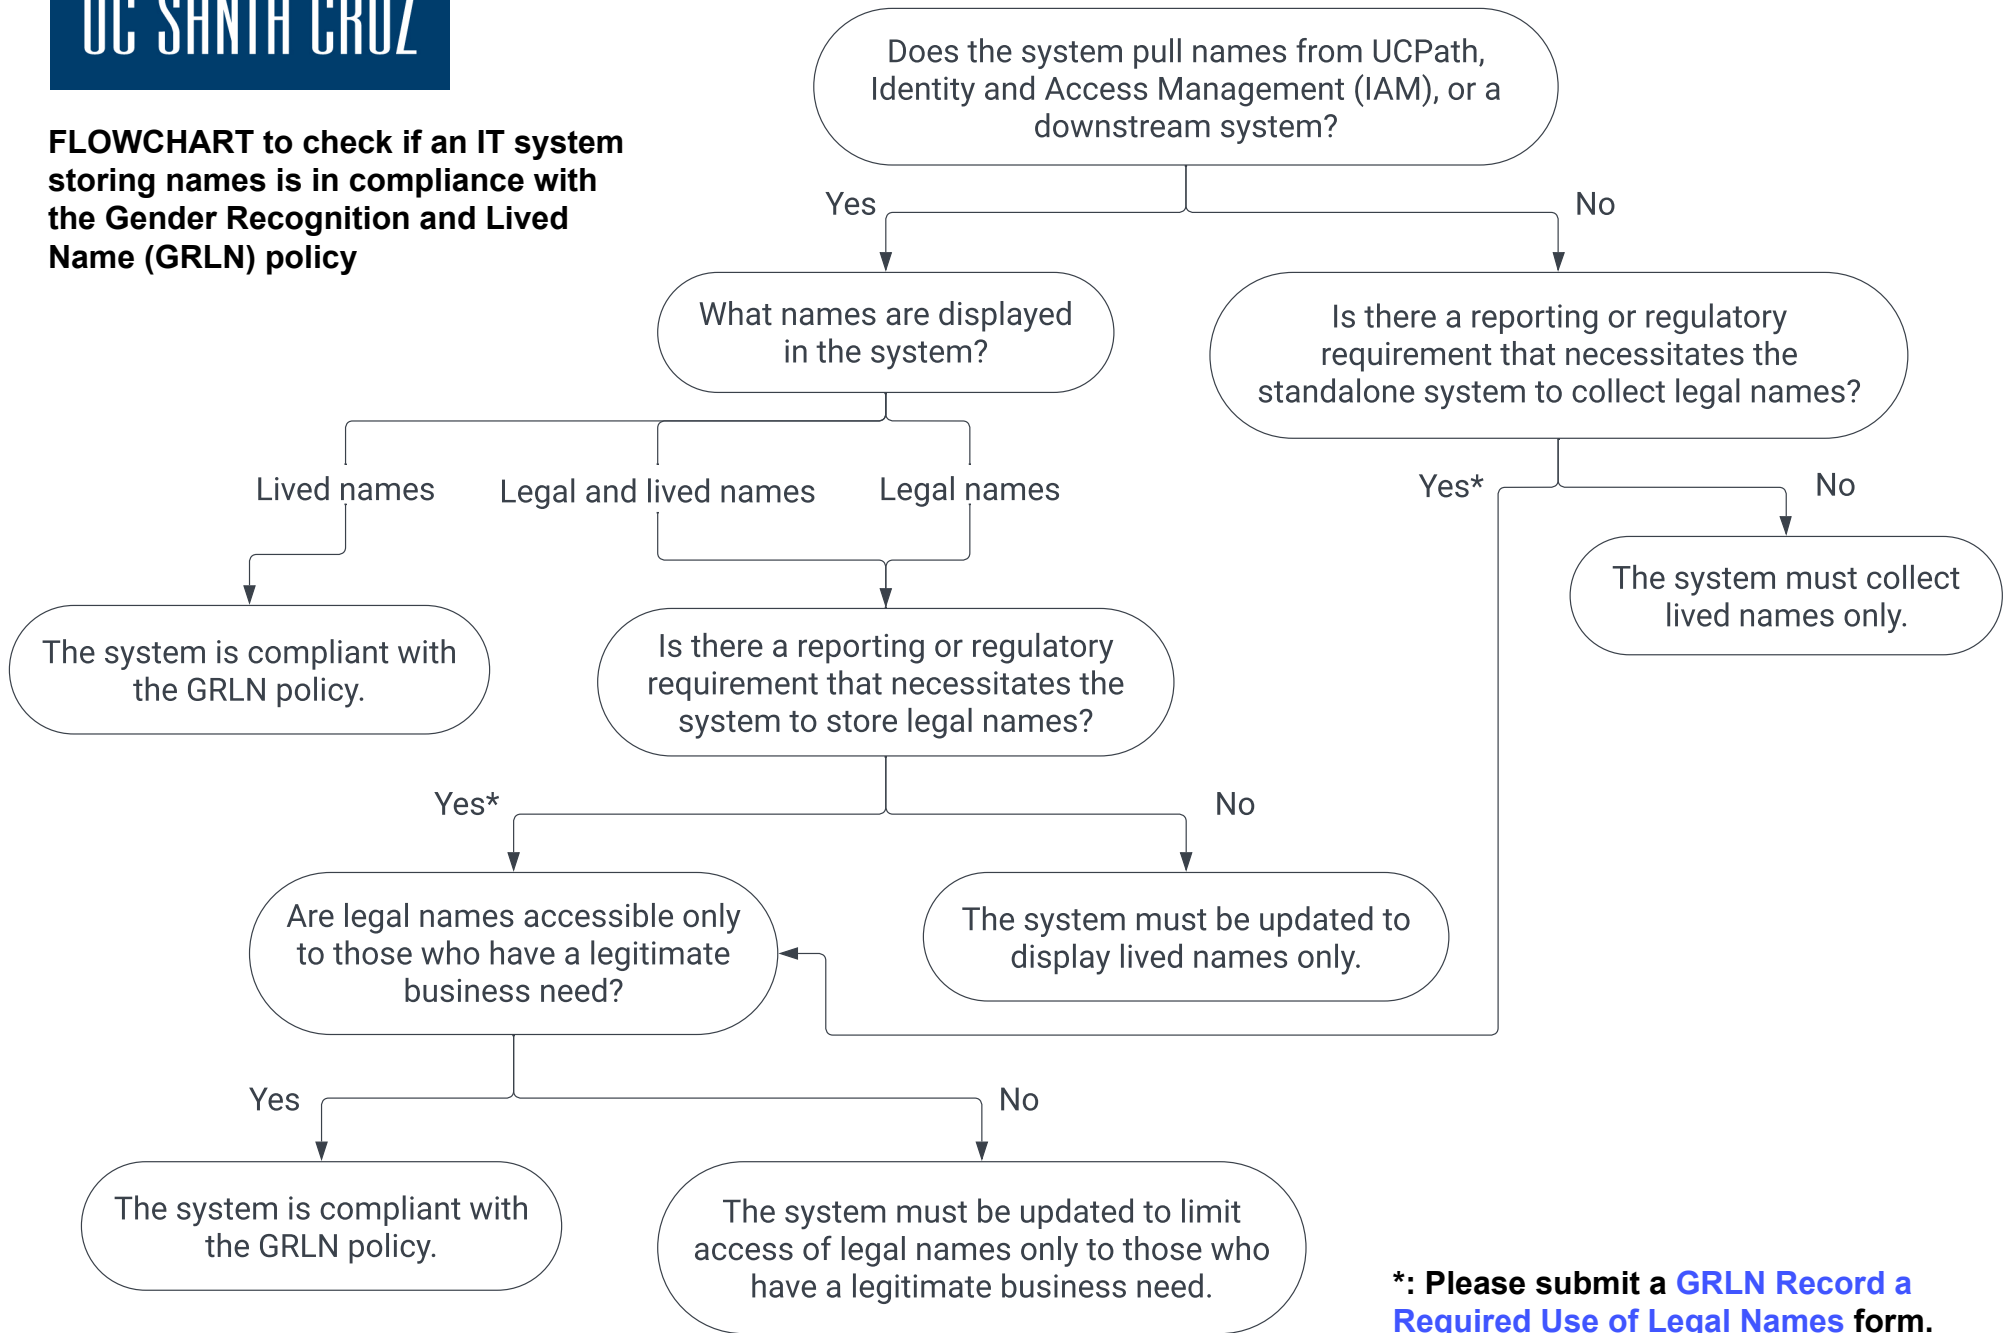 UC SANTA CRUZ
FLOWCHART to check if an IT system
storing names is in compliance with
the Gender Recognition and Lived
Name (GRLN) policy
Does the system pull names from UCPath,
Identity and Access Management (IAM), or a
downstream system?
Yes
No
What names are displayed
in the system?
Is there a reporting or regulatory
requirement that necessitates the
standalone system to collect legal names?
Lived names
Legal and lived names
Legal names
Yes*
No
The system must collect
lived names only.
The system is compliant with
the GRLN policy.
Is there a reporting or regulatory
requirement that necessitates the
system to store legal names?
Yes*
No
Are legal names accessible only
to those who have a legitimate
business need?
The system must be updated to
display lived names only.
Yes
No
The system is compliant with
the GRLN policy.
The system must be updated to limit
access of legal names only to those who
have a legitimate business need.
*: Please submit a GRLN Record a
Required Use of Legal Names form.